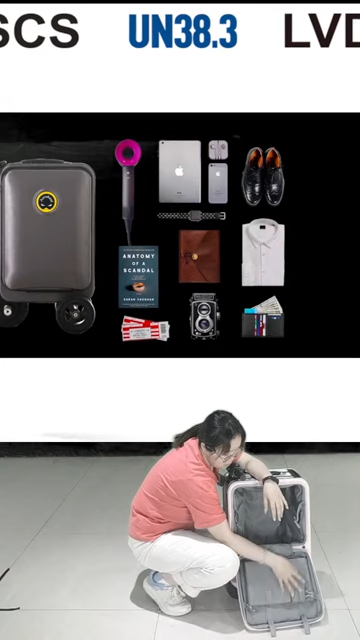 SCS UN38.3 LVD
ANATOMY
OF A
SCANDAL
SARAH VAUGHAN